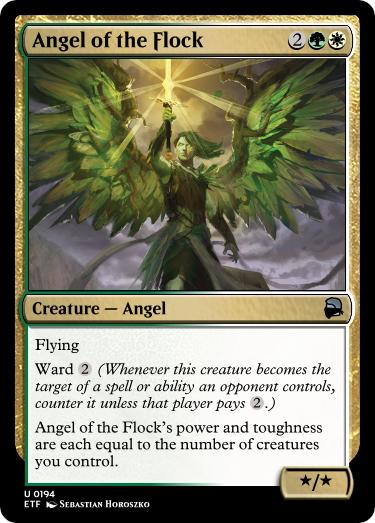 Angel of the Flock 2
Creature — Angel
Flying
Ward 2 (Whenever this creature becomes the
target of a spell or ability an opponent controls,
counter it unless that player pays 2.)
Angel of the Flock's power and toughness
are each equal to the number of creatures
you control.
★/★
U 0194
ETF SEBASTIAN HOROSZKO